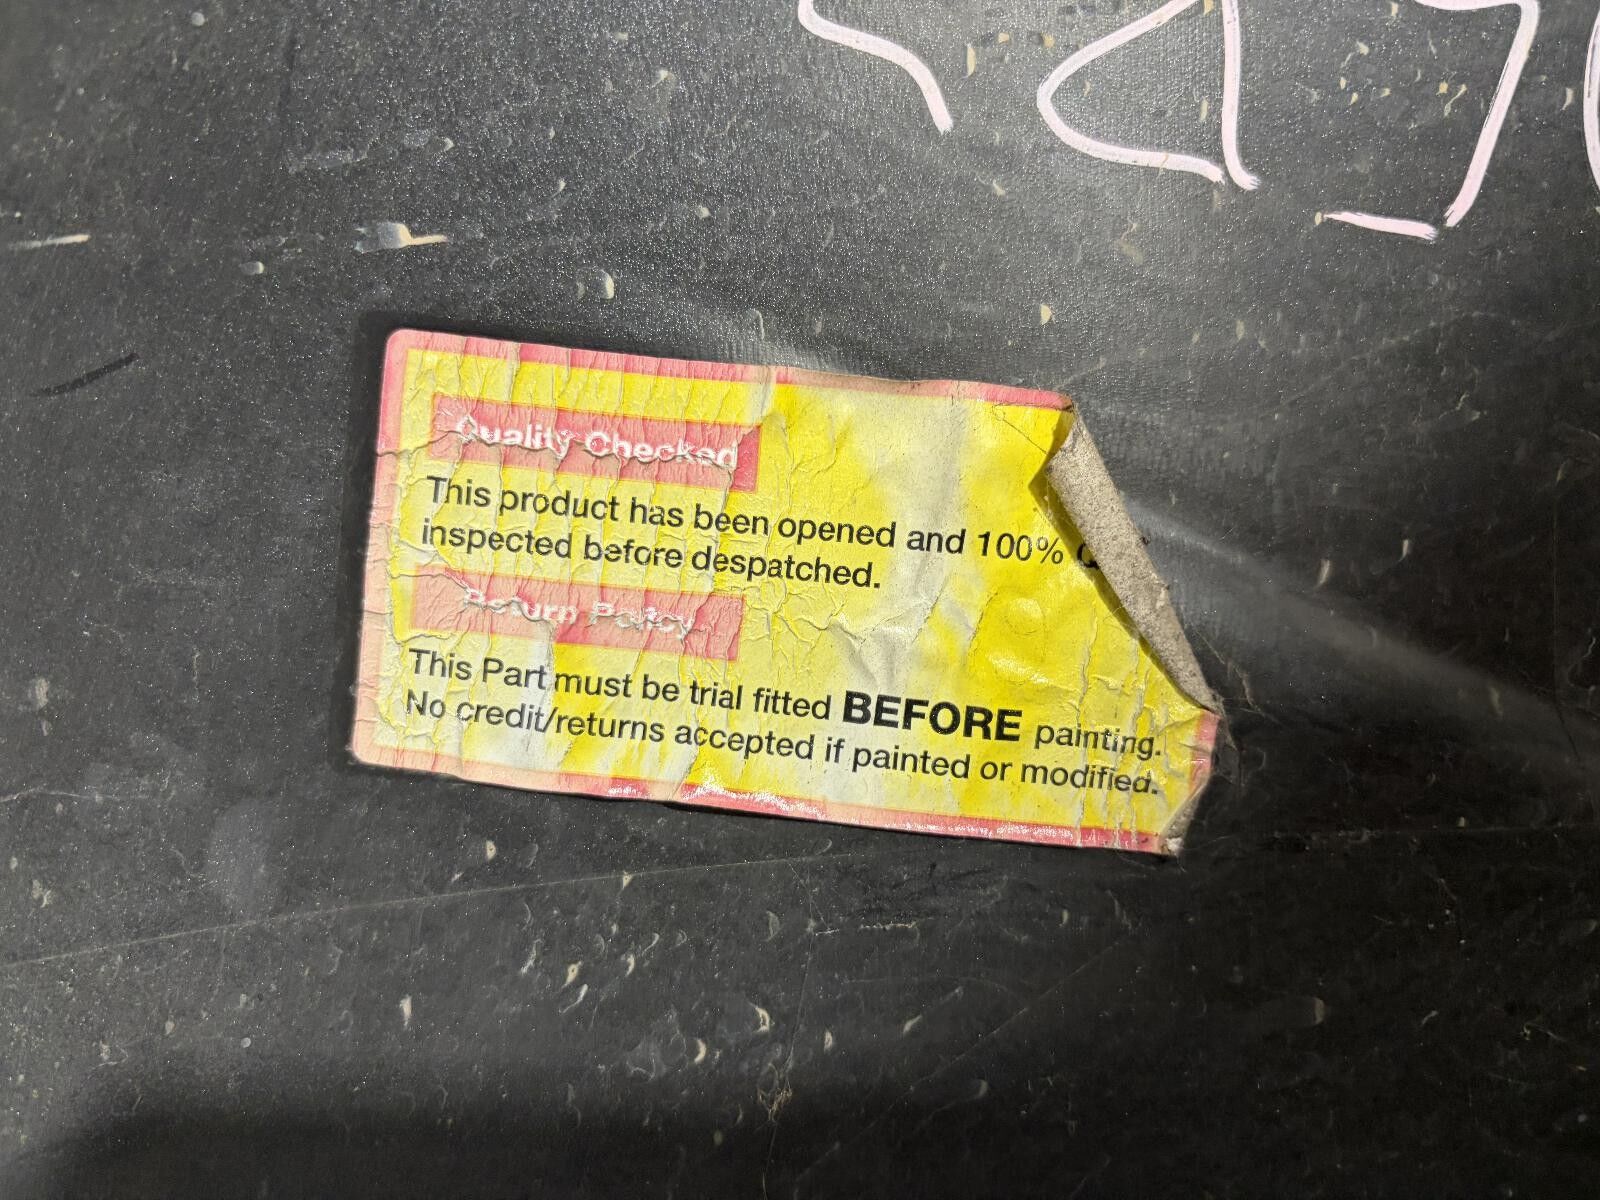 Quality Checked
This product has been opened and 100%
inspected before despatched.
Return Policy
This Part must be trial fitted BEFORE painting.
No credit/returns accepted if painted or modified.